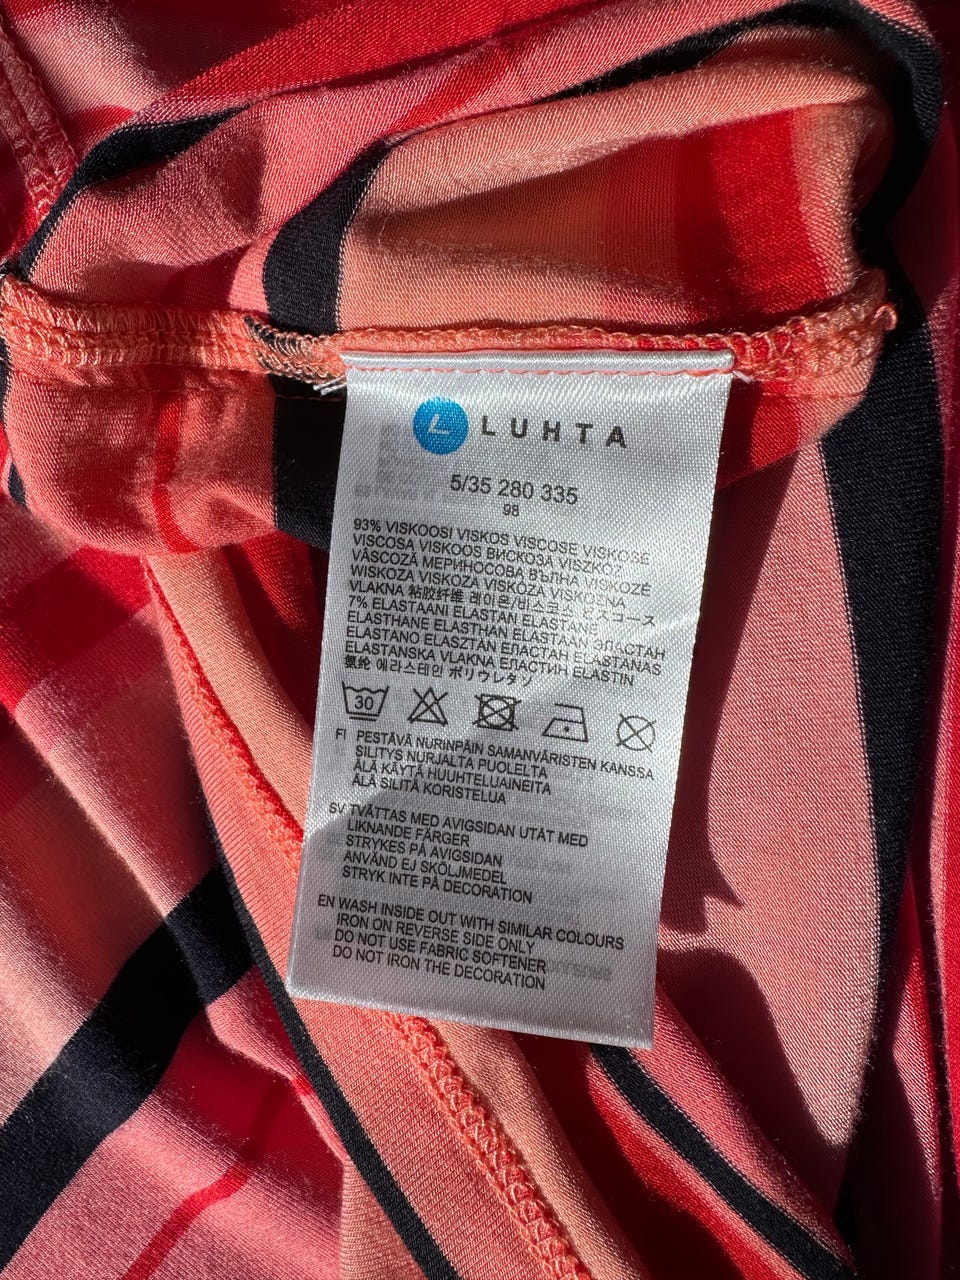 LUHTA
5/35 280 335
98
93% VISKOOSI VISKOS VISCOSE VISKOSE
VISCOSA VISKOOS ВИСКОЗА VISZKÓZ
VÀSCOZÀ МЕРИНОСОВА ВЪЛНА VISKOZĖ
WISKOZA VISKOZA VISKÓZA VISKOZNA
VLAKNA 粘胶纤维 레이온/비스코스 ビスコース
7% ELASTAANI ELASTAN ELASTANE
ELASTHANE ELASTHAN ELASTAAN ЭЛАСТАН
ELASTANO ELASZTÁN ЕЛАСТАН ELASTANAS
ELASTANSKA VLAKNA ЕЛАСТИН ELASTIN
氨纶 에라스테인 ポリウレタン
30
FI PESTÄVÄ NURINPÄIN SAMANVÄRISTEN KANSSA
SILITYS NURJALTA PUOLELTA
ÄLÄ KÄYTÄ HUUHTELUAINEITA
ÄLÄ SILITÄ KORISTELUA
SV TVÄTTAS MED AVIGSIDAN UTÅT MED
LIKNANDE FÄRGER
STRYKES PÅ AVIGSIDAN
ANVÄND EJ SKÖLJMEDEL
STRYK INTE PÅ DECORATION
EN WASH INSIDE OUT WITH SIMILAR COLOURS
IRON ON REVERSE SIDE ONLY
DO NOT USE FABRIC SOFTENER
DO NOT IRON THE DECORATION